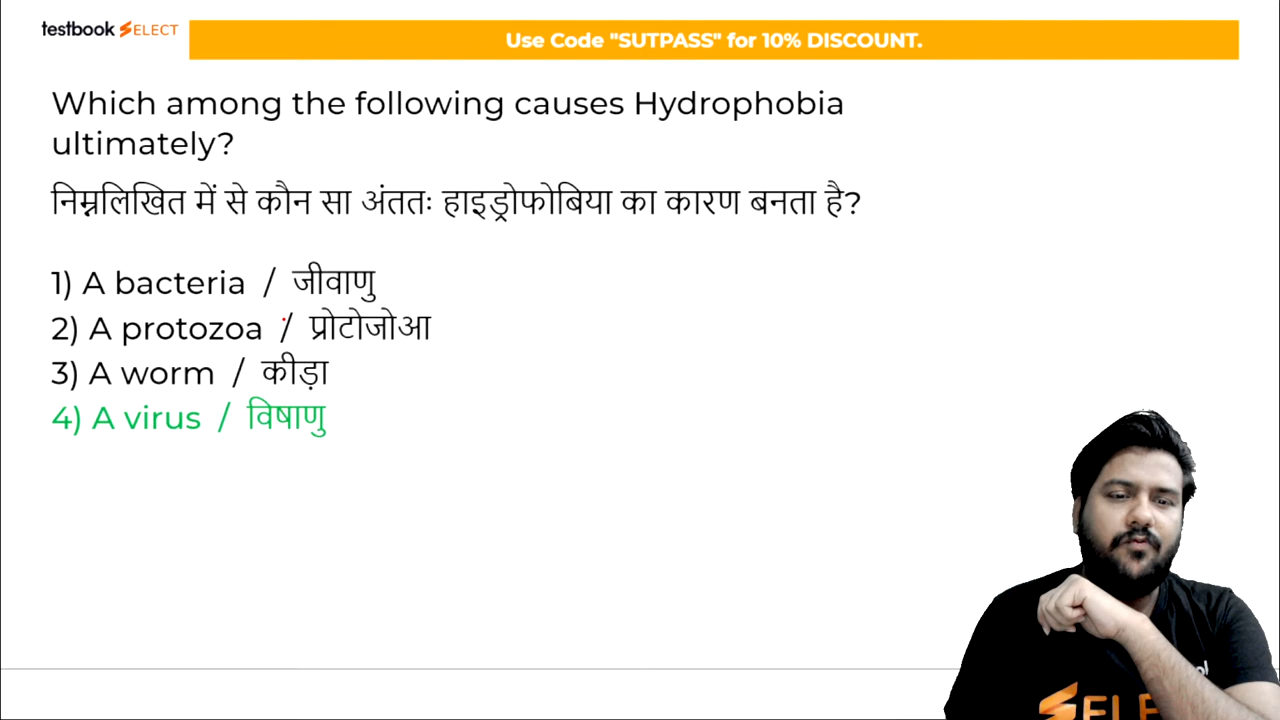 testbook SELECT
Use Code "SUTPASS" for 10% DISCOUNT.
Which among the following causes Hydrophobia
ultimately?
निम्नलिखित में से कौन सा अंततः हाइड्रोफोबिया का कारण बनता है?
1) A bacteria / जीवाणु
2) A protozoa / प्रोटोजोआ
3) A worm / कीड़ा
4) A virus / विषाणु